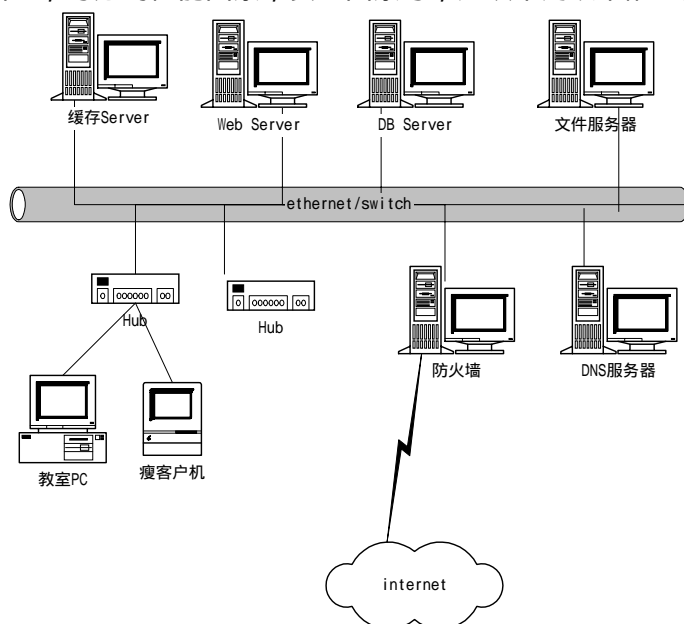 缓存Server
Web Server
DB Server
文件服务器
ethernet/switch
Hub
Hub
防火墙
DNS服务器
教室PC
瘦客户机
internet